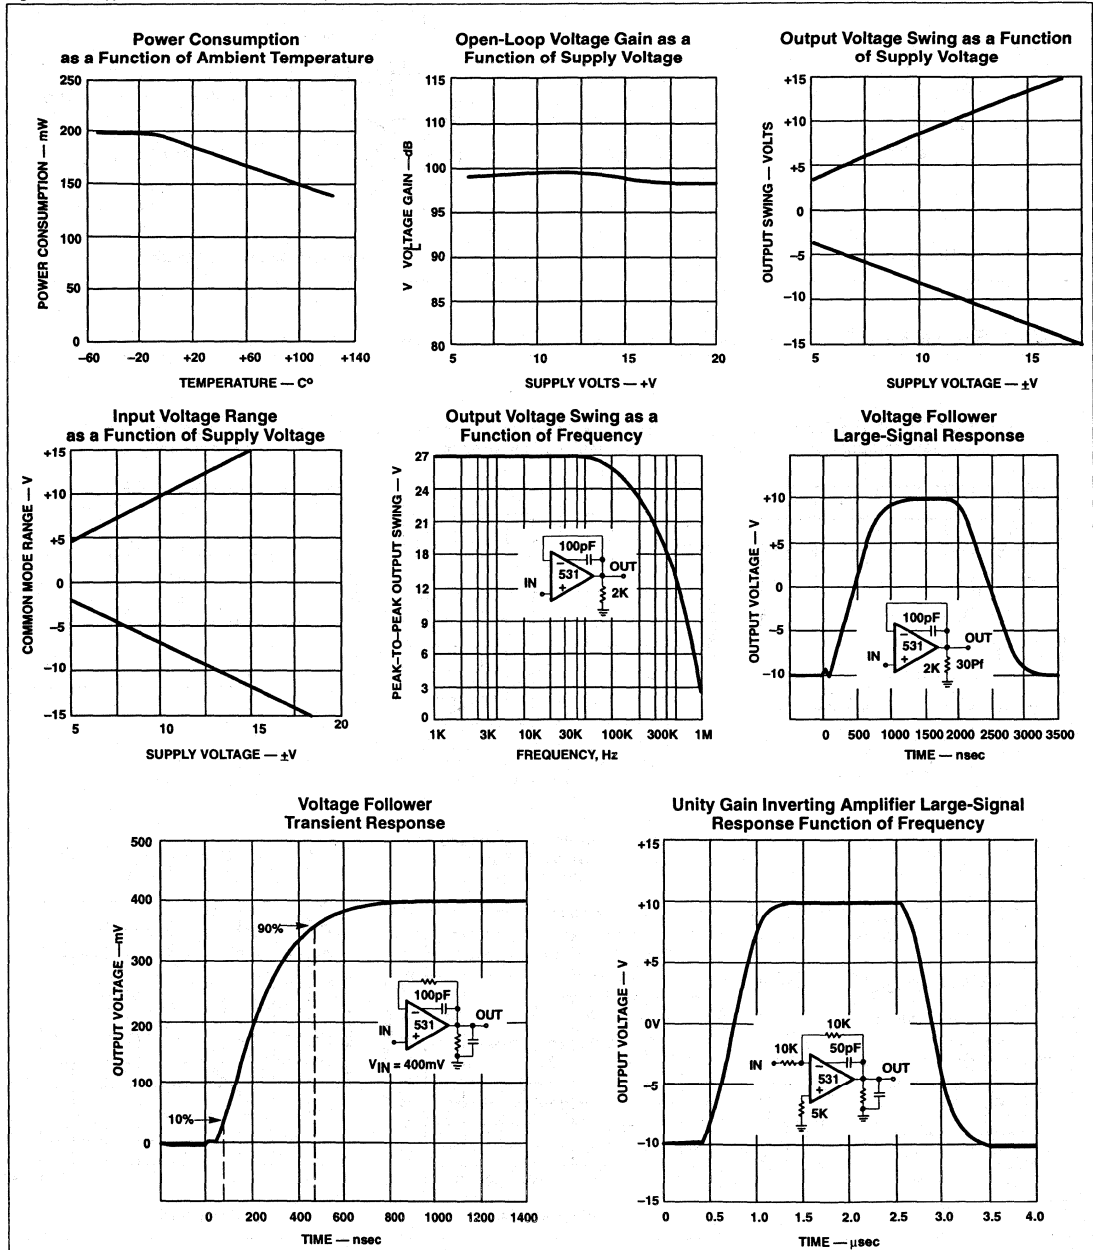 Power Consumption
as a Function of Ambient Temperature
250
200
150
100
50
0
POWER CONSUMPTION — mW
–60 –20 +20 +60 +100 +140
TEMPERATURE — Cº
Open-Loop Voltage Gain as a
Function of Supply Voltage
115
110
105
100
95
90
85
80
V VOLTAGE GAIN —dB
L
5 10 15 20
SUPPLY VOLTS — +V
Output Voltage Swing as a Function
of Supply Voltage
+15
+10
+5
0
–5
–10
–15
OUTPUT SWING — VOLTS
5 10 15
SUPPLY VOLTAGE — ±V
Input Voltage Range
as a Function of Supply Voltage
+15
+10
+5
0
–5
–10
–15
COMMON MODE RANGE — V
5 10 15 20
SUPPLY VOLTAGE — ±V
Output Voltage Swing as a
Function of Frequency
27
24
21
18
12
9
6
3
0
PEAK–TO–PEAK OUTPUT SWING — V
100pF
–
531
+
IN
OUT
2K
1K 3K 10K 30K 100K 300K 1M
FREQUENCY, Hz
Voltage Follower
Large-Signal Response
+10
+5
0
–5
–10
OUTPUT VOLTAGE — V
100pF
–
531
+
IN
OUT
2K 30Pf
0 500 1000 1500 2000 2500 3000 3500
TIME — nsec
Voltage Follower
Transient Response
500
400
300
200
100
0
OUTPUT VOLTAGE —mV
90%
10%
100pF
–
531
+
IN
OUT
VIN = 400mV
0 200 400 600 800 1000 1200 1400
TIME — nsec
Unity Gain Inverting Amplifier Large-Signal
Response Function of Frequency
+15
+10
+5
0V
–5
–10
–15
OUTPUT VOLTAGE — V
10K
10K
50pF
–
531
+
IN
OUT
5K
0 0.5 1.0 1.5 2.0 2.5 3.0 3.5 4.0
TIME — µsec